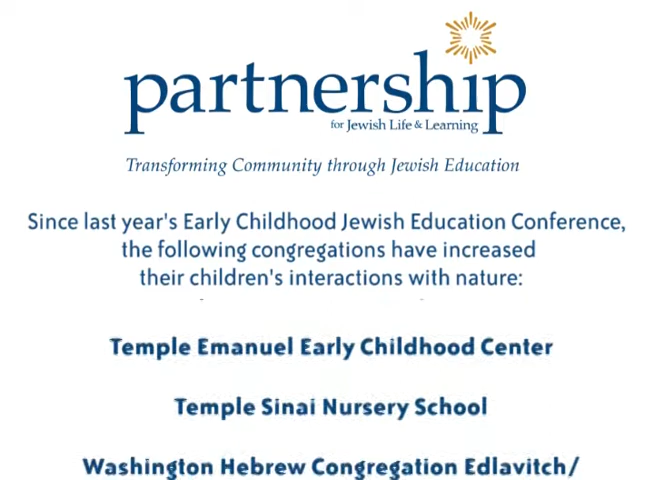 partnership
for Jewish Life & Learning
Transforming Community through Jewish Education
Since last year's Early Childhood Jewish Education Conference,
the following congregations have increased
their children's interactions with nature:
Temple Emanuel Early Childhood Center
Temple Sinai Nursery School
Washington Hebrew Congregation Edlavitch/